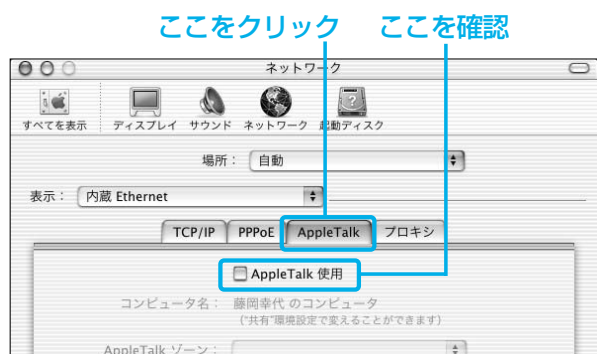 ここをクリック ここを確認
ネットワーク
すべてを表示 ディスプレイ サウンド ネットワーク 起動ディスク
場所： 自動
表示： 内蔵 Ethernet
TCP/IP PPPoE AppleTalk プロキシ
AppleTalk 使用
コンピュータ名： 藤岡幸代 のコンピュータ
("共有"環境設定で変えることができます)
AppleTalk ゾーン：